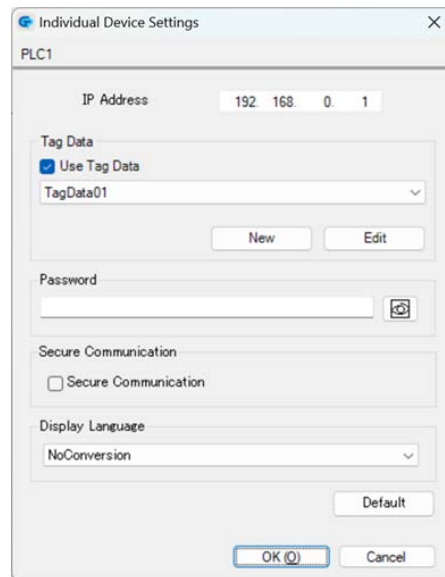 Individual Device Settings
PLC1
IP Address 192. 168. 0. 1
Tag Data
Use Tag Data
TagData01
New Edit
Password
Secure Communication
Secure Communication
Display Language
NoConversion
Default
OK (O) Cancel